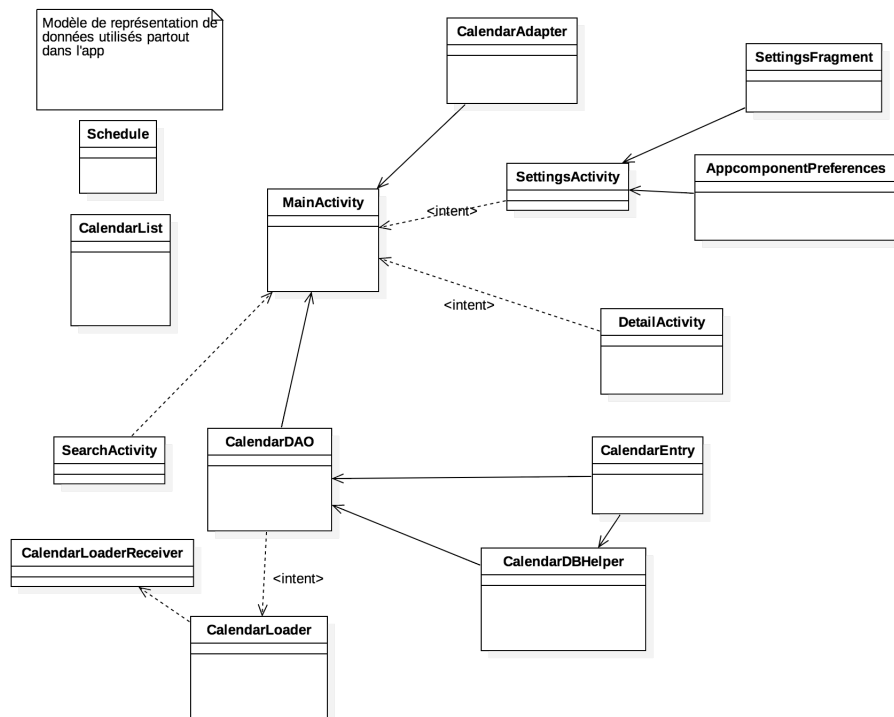 Modèle de représentation de
données utilisés partout
dans l'app
CalendarAdapter
SettingsFragment
Schedule
SettingsActivity
AppcomponentPreferences
MainActivity
<intent>
CalendarList
<intent>
DetailActivity
SearchActivity
CalendarDAO
CalendarEntry
CalendarLoaderReceiver
CalendarDBHelper
<intent>
CalendarLoader